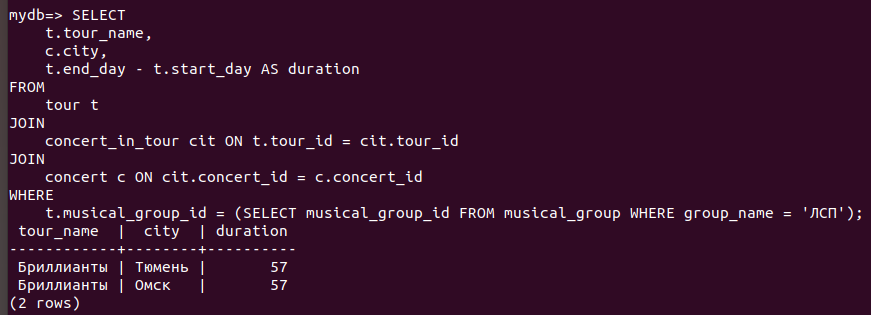 mydb=> SELECT
    t.tour_name,
    c.city,
    t.end_day - t.start_day AS duration
FROM
    tour t
JOIN
    concert_in_tour cit ON t.tour_id = cit.tour_id
JOIN
    concert c ON cit.concert_id = c.concert_id
WHERE
    t.musical_group_id = (SELECT musical_group_id FROM musical_group WHERE group_name = 'ЛСП');
 tour_name  |  city  | duration
------------+--------+----------
 Бриллианты | Тюмень |       57
 Бриллианты | Омск   |       57
(2 rows)